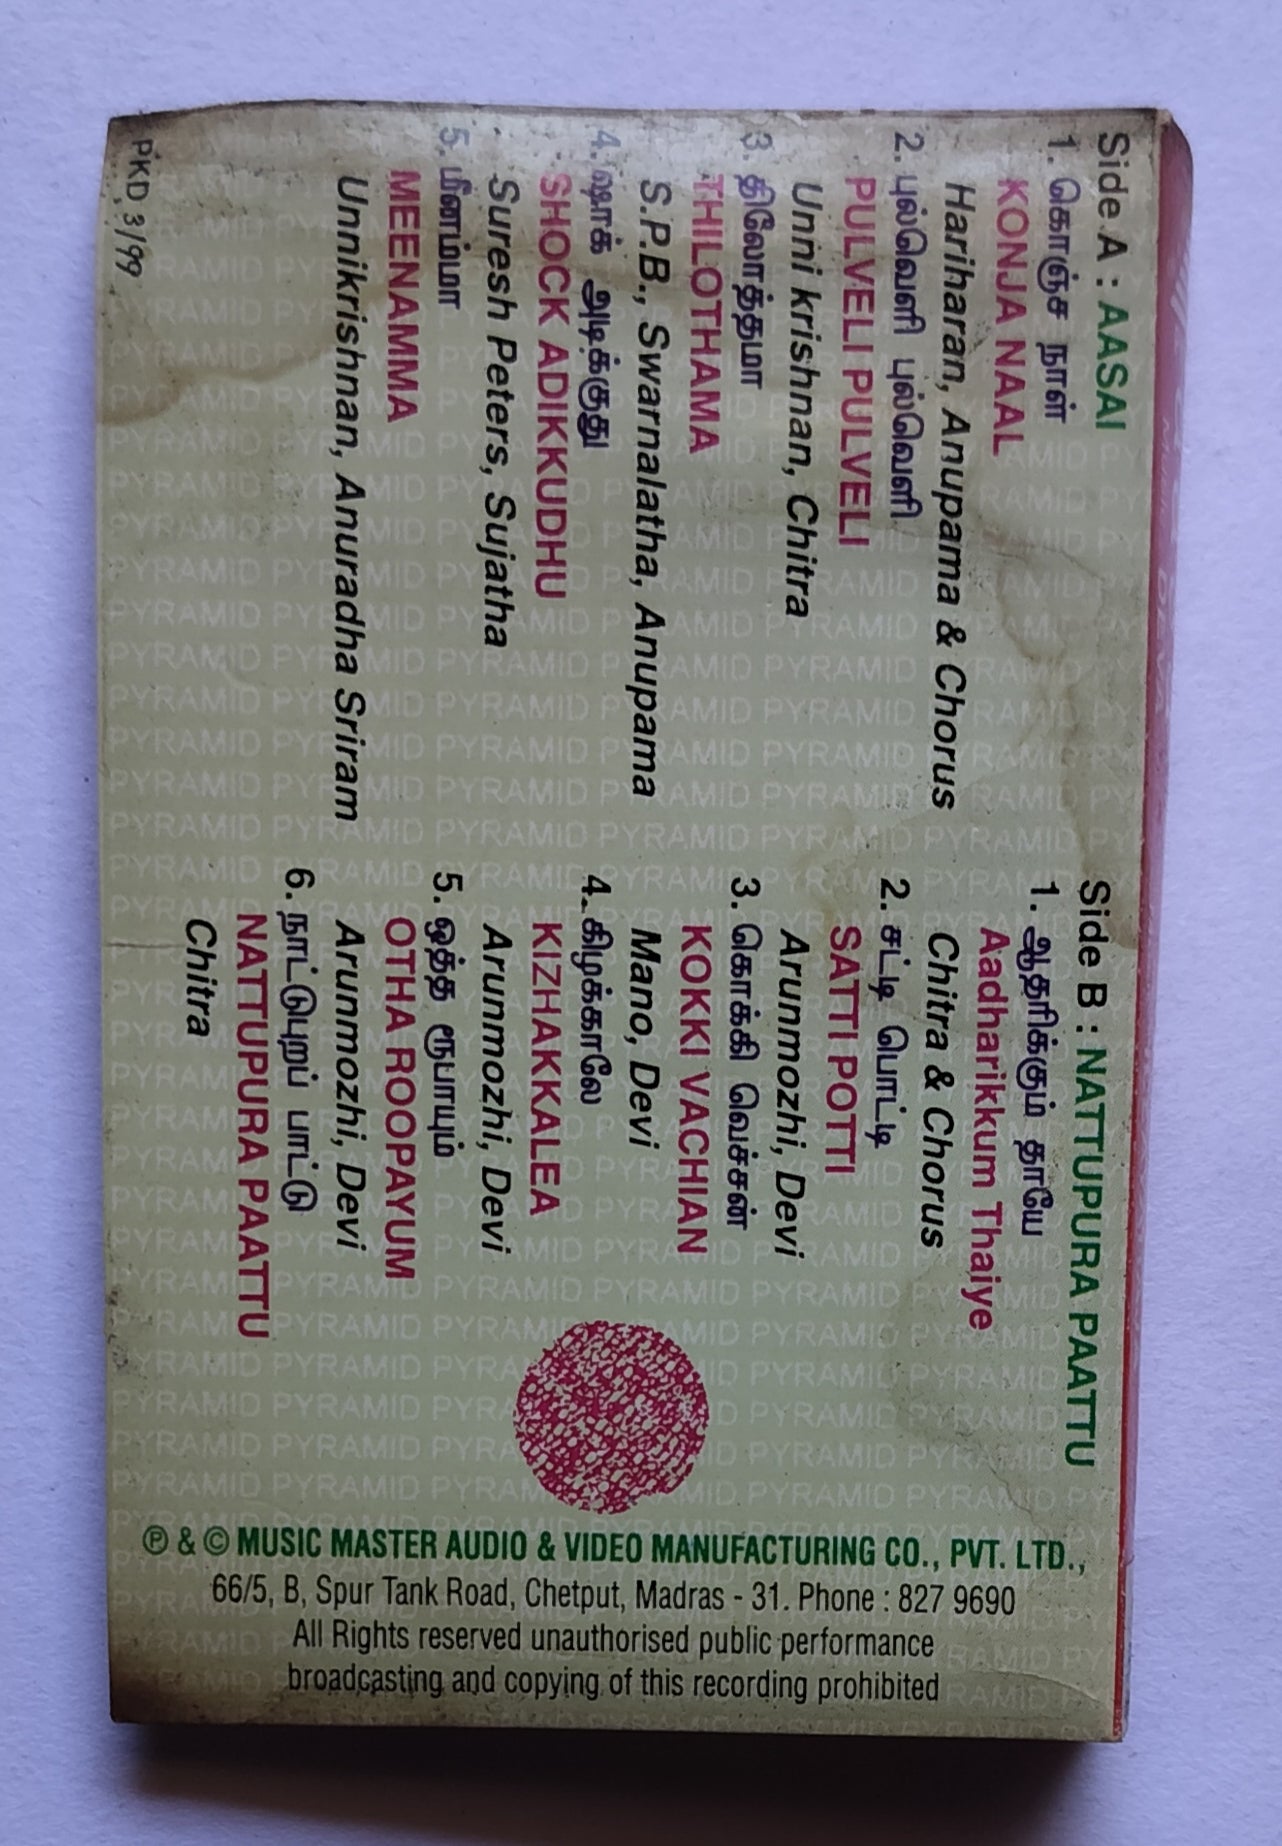 Side A : AASAI
1. கொஞ்ச நாள்
KONJA NAAL
Hariharan, Anupama & Chorus
2. புல்வெளி புல்வெளி
PULVELI PULVELI
Unni krishnan, Chitra
3. திலோத்தமா
THILOTHAMA
S.P.B., Swarnalatha, Anupama
4. ஷாக் அடிக்குது
SHOCK ADIKKUDHU
Suresh Peters, Sujatha
5. மீனம்மா
MEENAMMA
Unnikrishnan, Anuradha Sriram
PKD, 3/99
Side B : NATTUPURA PAATTU
1. ஆதரிக்கும் தாயே
Aadharikkum Thaiye
Chitra & Chorus
2. சட்டி பொட்டி
SATTI POTTI
Arunmozhi, Devi
3. கொக்கி வெச்சன்
KOKKI VACHIAN
Mano, Devi
4. கிழக்காலே
KIZHAKKALEA
Arunmozhi, Devi
5. ஒத்த ரூபாயும்
OTHA ROOPAYUM
Arunmozhi, Devi
6. நாட்டுபுறப் பாட்டு
NATTUPURA PAATTU
Chitra
℗ & © MUSIC MASTER AUDIO & VIDEO MANUFACTURING CO., PVT. LTD.,
66/5, B, Spur Tank Road, Chetput, Madras - 31. Phone : 827 9690
All Rights reserved unauthorised public performance
broadcasting and copying of this recording prohibited